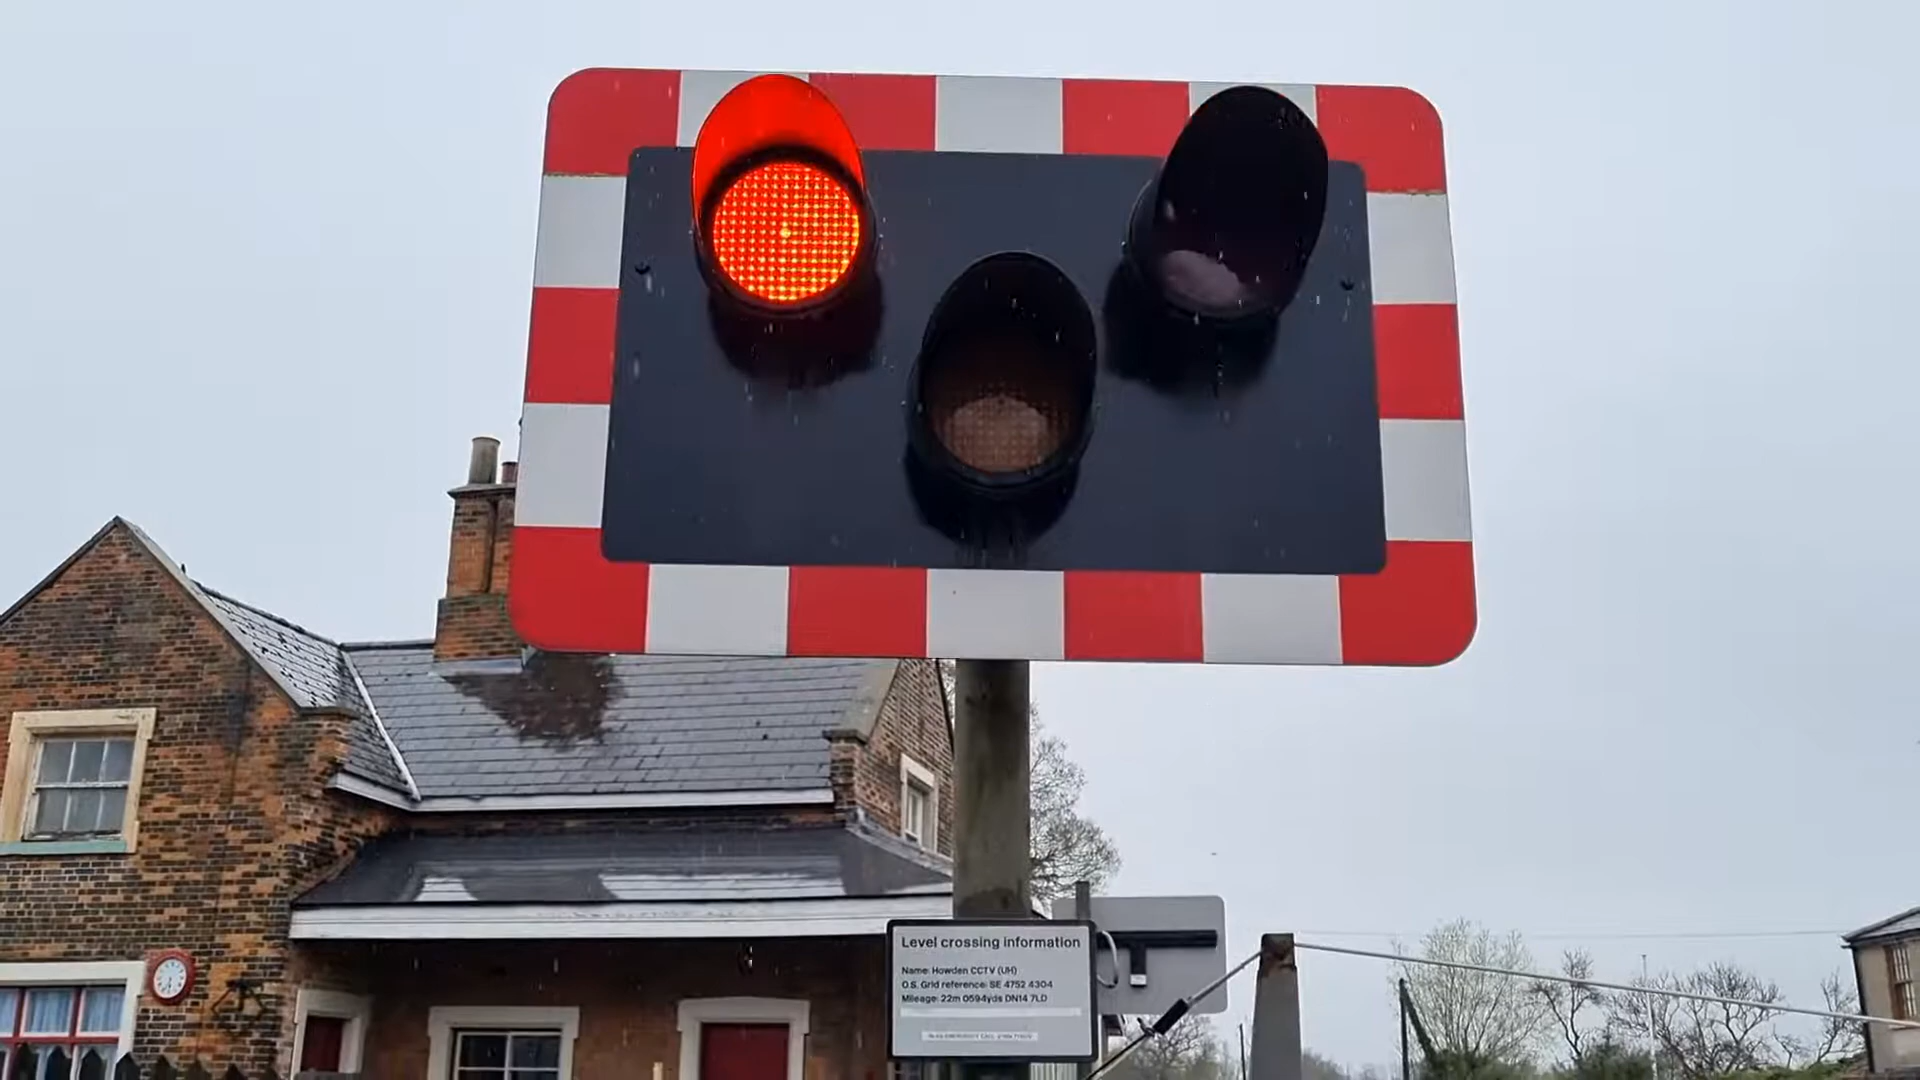 Level crossing information
Name: Howden CCTV (UH)
O.S. Grid reference: SE 4752 4304
Mileage: 22m 0594yds DN14 7LD